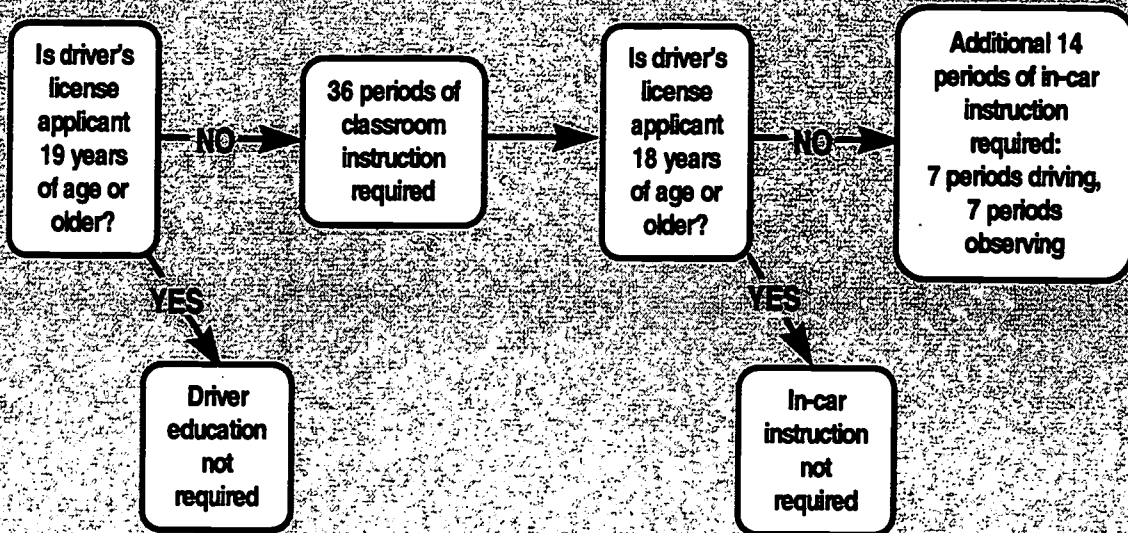 Is driver's
license
applicant
19 years
of age or
older?
NO
36 periods of
classroom
instruction
required
Is driver's
license
applicant
18 years
of age or
older?
NO
Additional 14
periods of in-car
instruction
required:
7 periods driving,
7 periods
observing
YES
Driver
education
not
required
YES
In-car
instruction
not
required